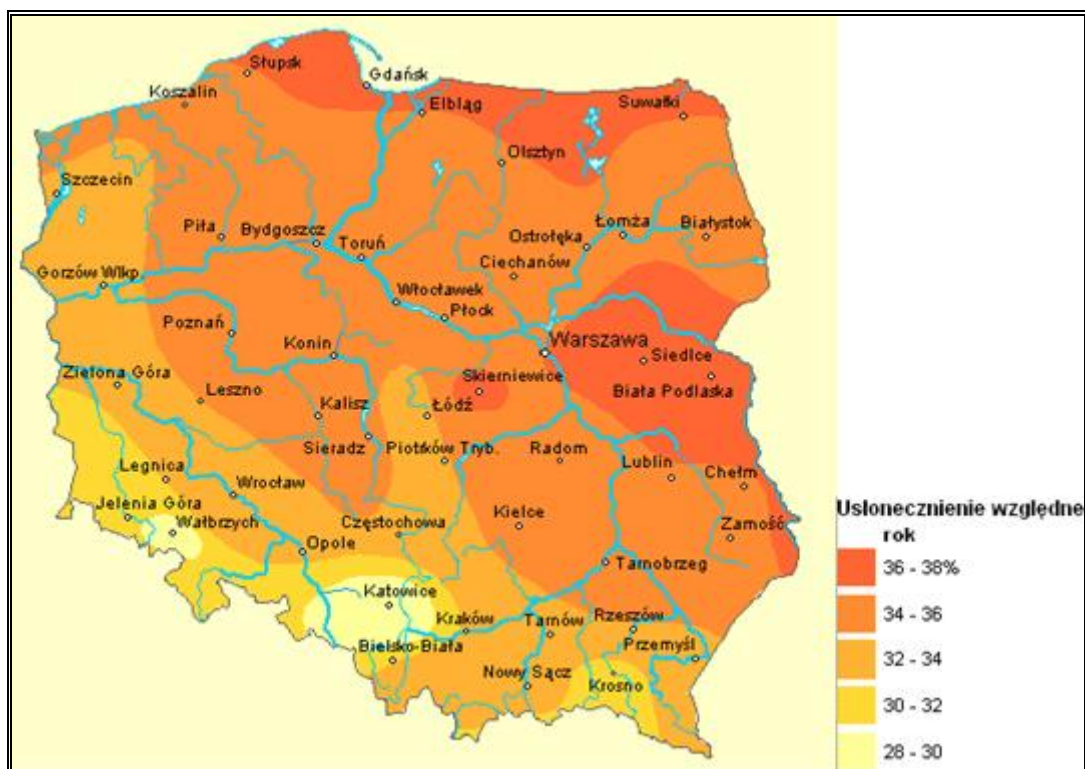 Słupsk
Gdańsk
Koszalin
Elbląg
Suwałki
Olsztyn
Szczecin
Piła
Bydgoszcz
Toruń
Łomża
Białystok
Ostrołęka
Ciechanów
Gorzów Wlkp.
Włocławek
Płock
Poznań
Konin
Warszawa
Siedlce
Skierniewice
Biała Podlaska
Zielona Góra
Leszno
Kalisz
Łódź
Sieradz
Piotrków Tryb.
Radom
Lublin
Chełm
Legnica
Wrocław
Jelenia Góra
Wałbrzych
Częstochowa
Kielce
Zamość
Opole
Tarnobrzeg
Katowice
Kraków
Tarnów
Rzeszów
Przemyśl
Bielsko-Biała
Nowy Sącz
Krosno
Usłonecznienie względne
rok
36 - 38%
34 - 36
32 - 34
30 - 32
28 - 30